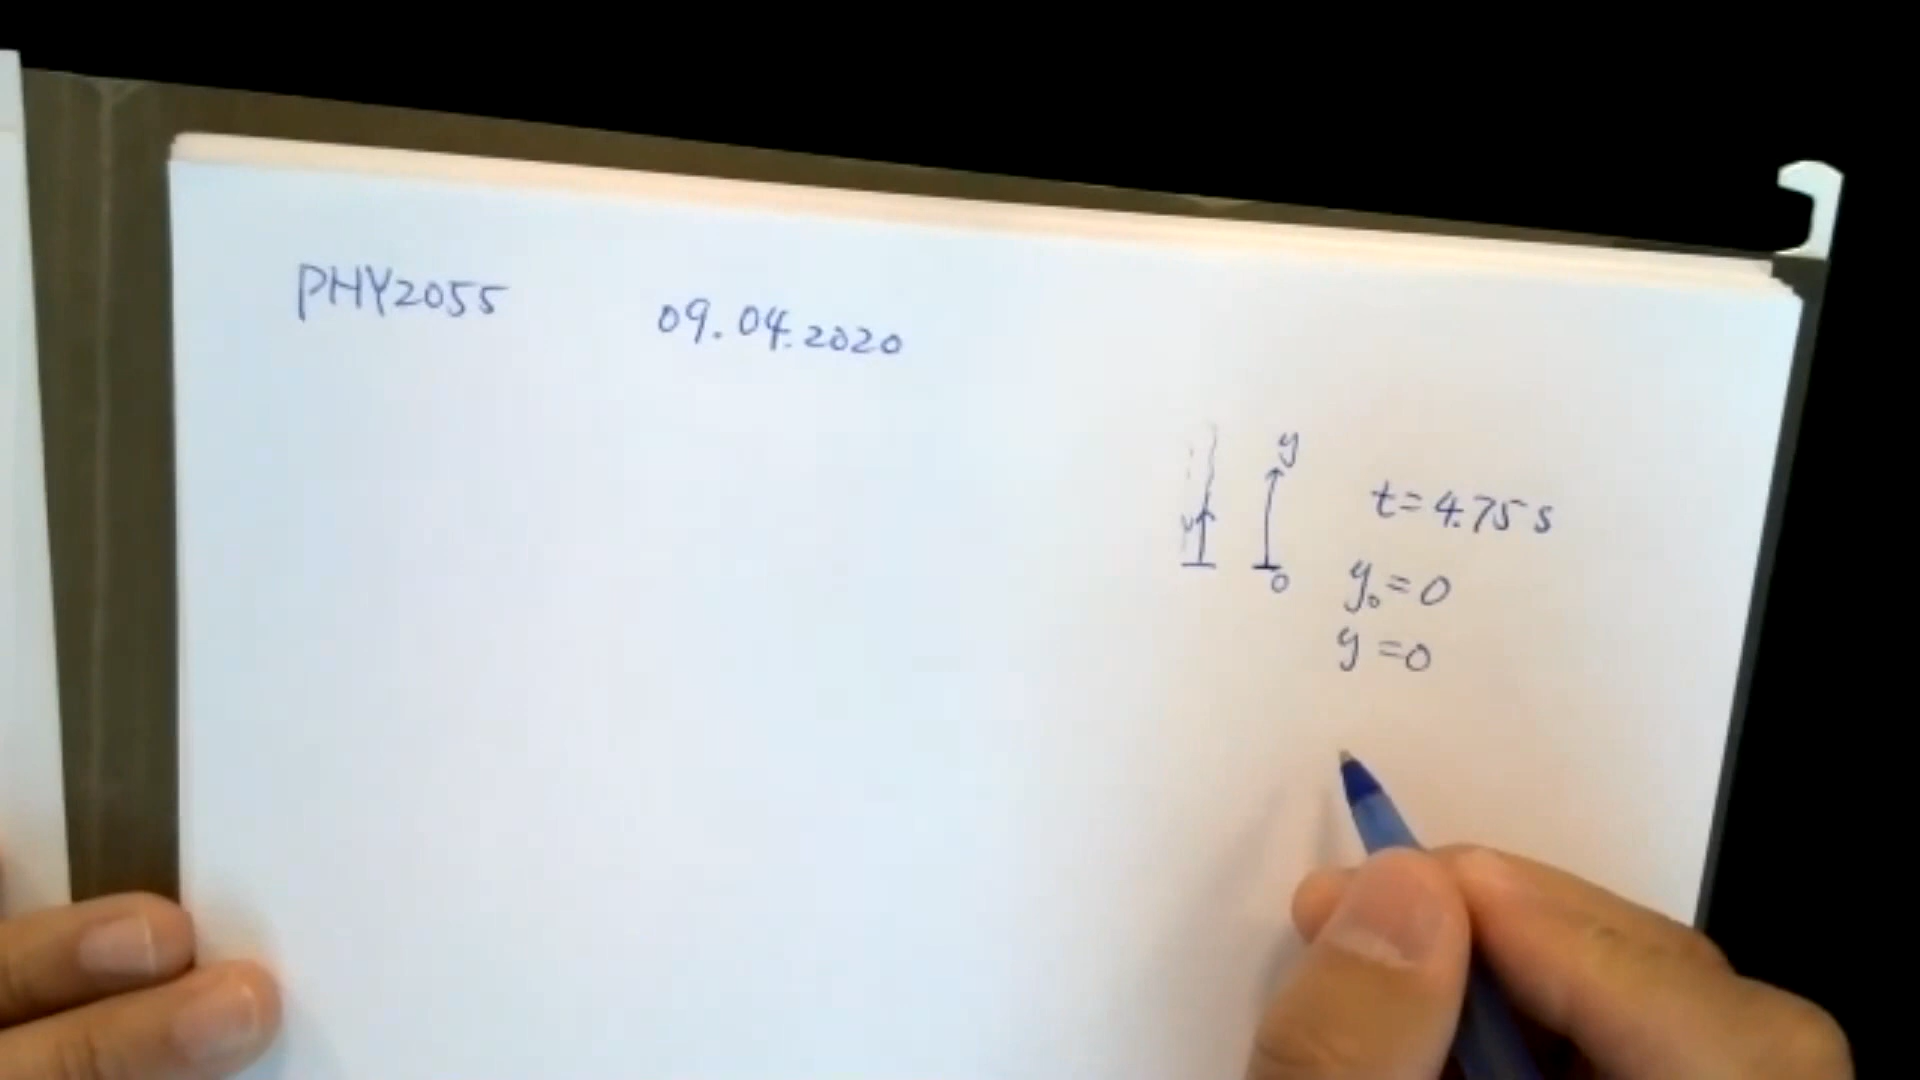 PHY2055 09.04.2020
y
t = 4.75 s
0
y₀ = 0
y = 0